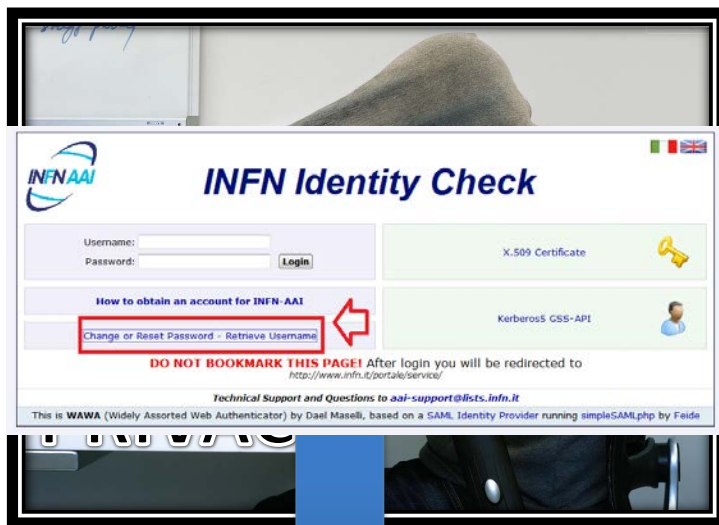 INFN AAI
INFN Identity Check
Username:
Password:
Login
X.509 Certificate
How to obtain an account for INFN-AAI
Kerberos5 GSS-API
Change or Reset Password - Retrieve Username
DO NOT BOOKMARK THIS PAGE! After login you will be redirected to
http://www.infn.it/portale/service/
Technical Support and Questions to aai-support@lists.infn.it
This is WAWA (Widely Assorted Web Authenticator) by Dael Maselli, based on a SAML Identity Provider running simpleSAMLphp by Feide